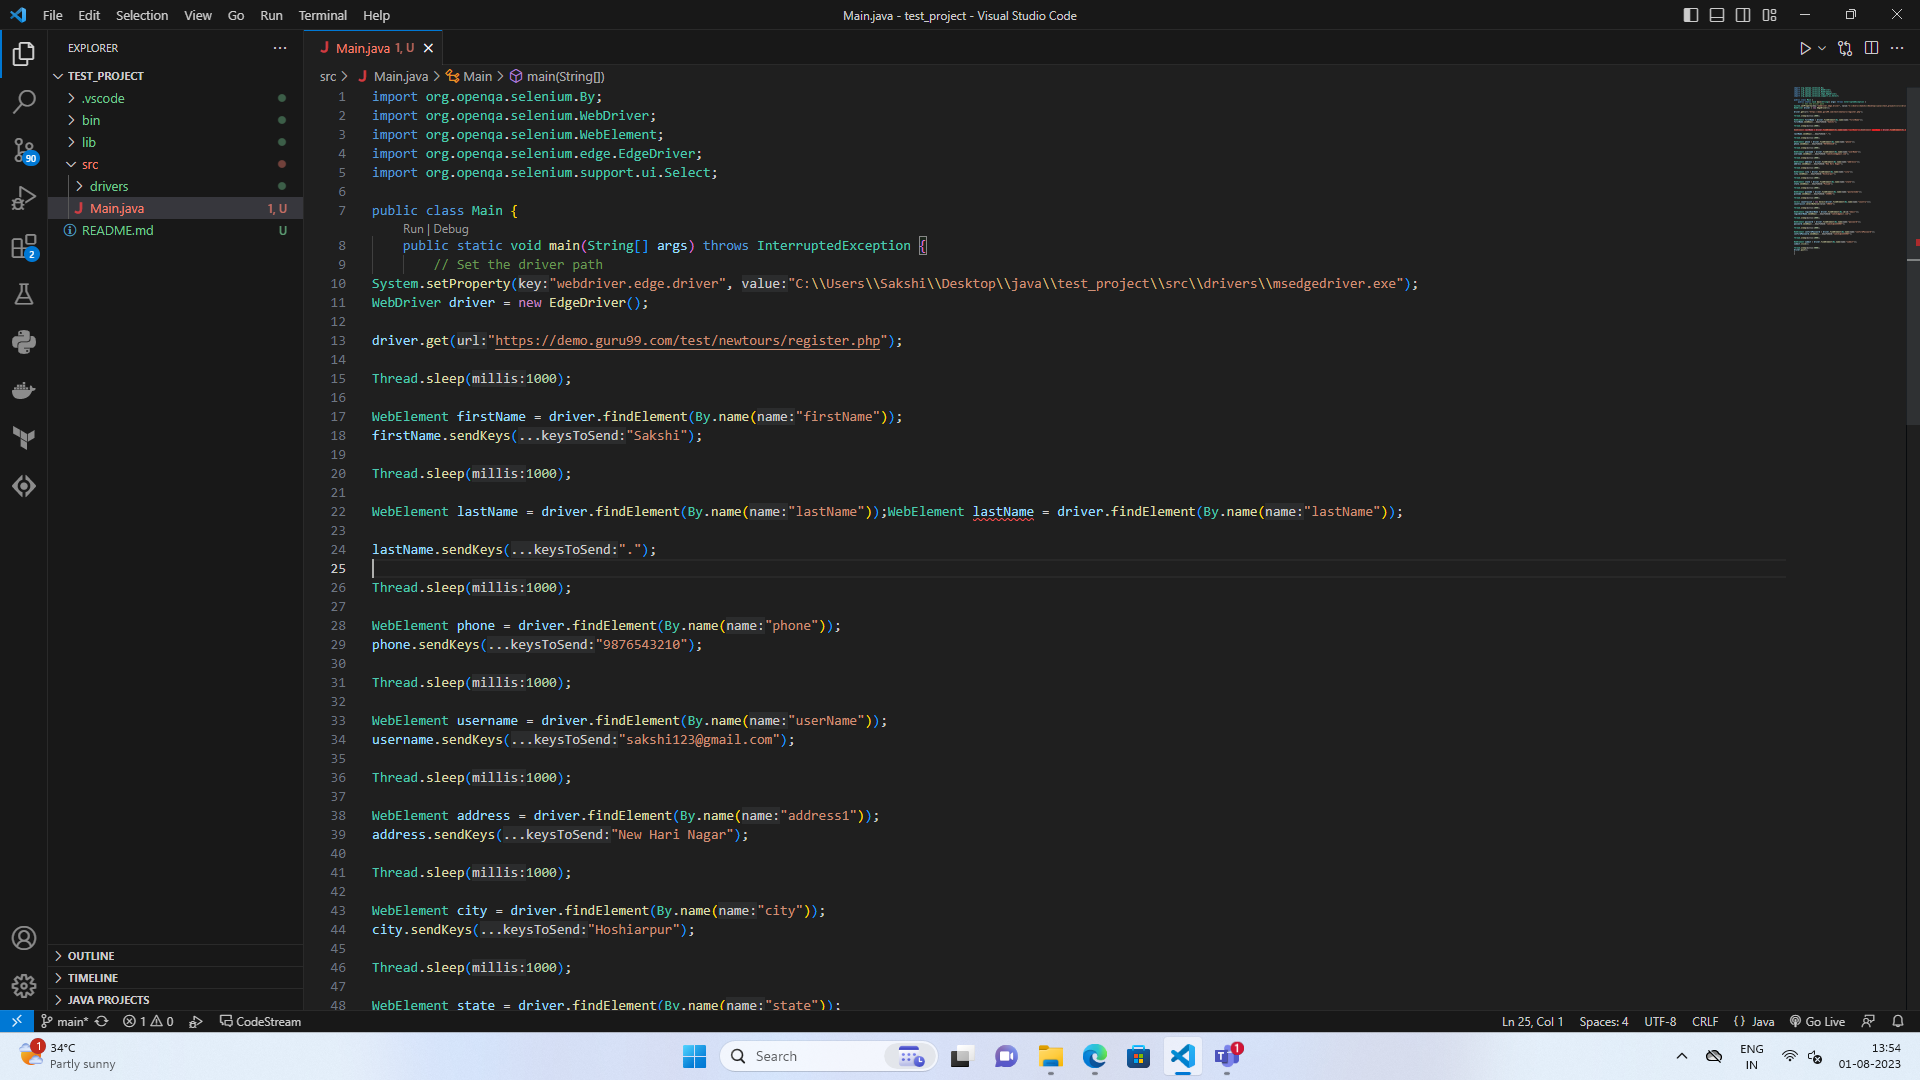 File Edit Selection View Go Run Terminal Help
Main.java - test_project - Visual Studio Code
EXPLORER
TEST_PROJECT
.vscode
bin
lib
src
drivers
Main.java 1, U
README.md U
90
2
OUTLINE
TIMELINE
JAVA PROJECTS
Main.java 1, U
src > Main.java > Main > main(String[])
1 import org.openqa.selenium.By;
2 import org.openqa.selenium.WebDriver;
3 import org.openqa.selenium.WebElement;
4 import org.openqa.selenium.edge.EdgeDriver;
5 import org.openqa.selenium.support.ui.Select;
6
7 public class Main {
Run | Debug
8 public static void main(String[] args) throws InterruptedException {
9 // Set the driver path
10 System.setProperty(key:"webdriver.edge.driver", value:"C:\\Users\\Sakshi\\Desktop\\java\\test_project\\src\\drivers\\msedgedriver.exe");
11 WebDriver driver = new EdgeDriver();
12
13 driver.get(url:"https://demo.guru99.com/test/newtours/register.php");
14
15 Thread.sleep(millis:1000);
16
17 WebElement firstName = driver.findElement(By.name(name:"firstName"));
18 firstName.sendKeys(...keysToSend:"Sakshi");
19
20 Thread.sleep(millis:1000);
21
22 WebElement lastName = driver.findElement(By.name(name:"lastName"));WebElement lastName = driver.findElement(By.name(name:"lastName"));
23
24 lastName.sendKeys(...keysToSend:".");
25
26 Thread.sleep(millis:1000);
27
28 WebElement phone = driver.findElement(By.name(name:"phone"));
29 phone.sendKeys(...keysToSend:"9876543210");
30
31 Thread.sleep(millis:1000);
32
33 WebElement username = driver.findElement(By.name(name:"userName"));
34 username.sendKeys(...keysToSend:"sakshi123@gmail.com");
35
36 Thread.sleep(millis:1000);
37
38 WebElement address = driver.findElement(By.name(name:"address1"));
39 address.sendKeys(...keysToSend:"New Hari Nagar");
40
41 Thread.sleep(millis:1000);
42
43 WebElement city = driver.findElement(By.name(name:"city"));
44 city.sendKeys(...keysToSend:"Hoshiarpur");
45
46 Thread.sleep(millis:1000);
47
48 WebElement state = driver.findElement(By.name(name:"state"));
main* 1 0 CodeStream
Ln 25, Col 1 Spaces: 4 UTF-8 CRLF {} Java Go Live
1
34°C
Partly sunny
Search
1
ENG
IN
13:54
01-08-2023